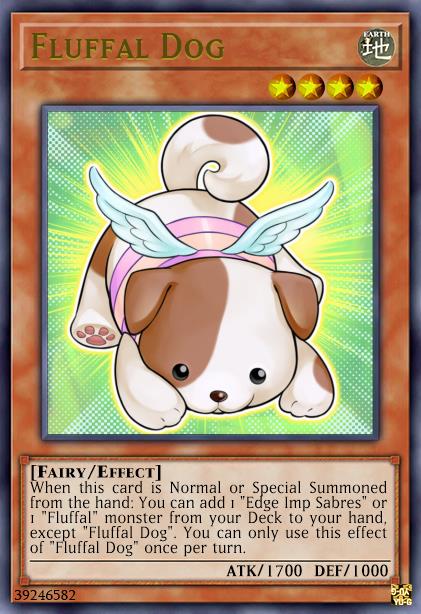 Fluffal Dog
EARTH
地
[Fairy/Effect]
When this card is Normal or Special Summoned
from the hand: You can add 1 "Edge Imp Sabres" or
1 "Fluffal" monster from your Deck to your hand,
except "Fluffal Dog". You can only use this effect
of "Fluffal Dog" once per turn.
ATK/1700 DEF/1000
39246582